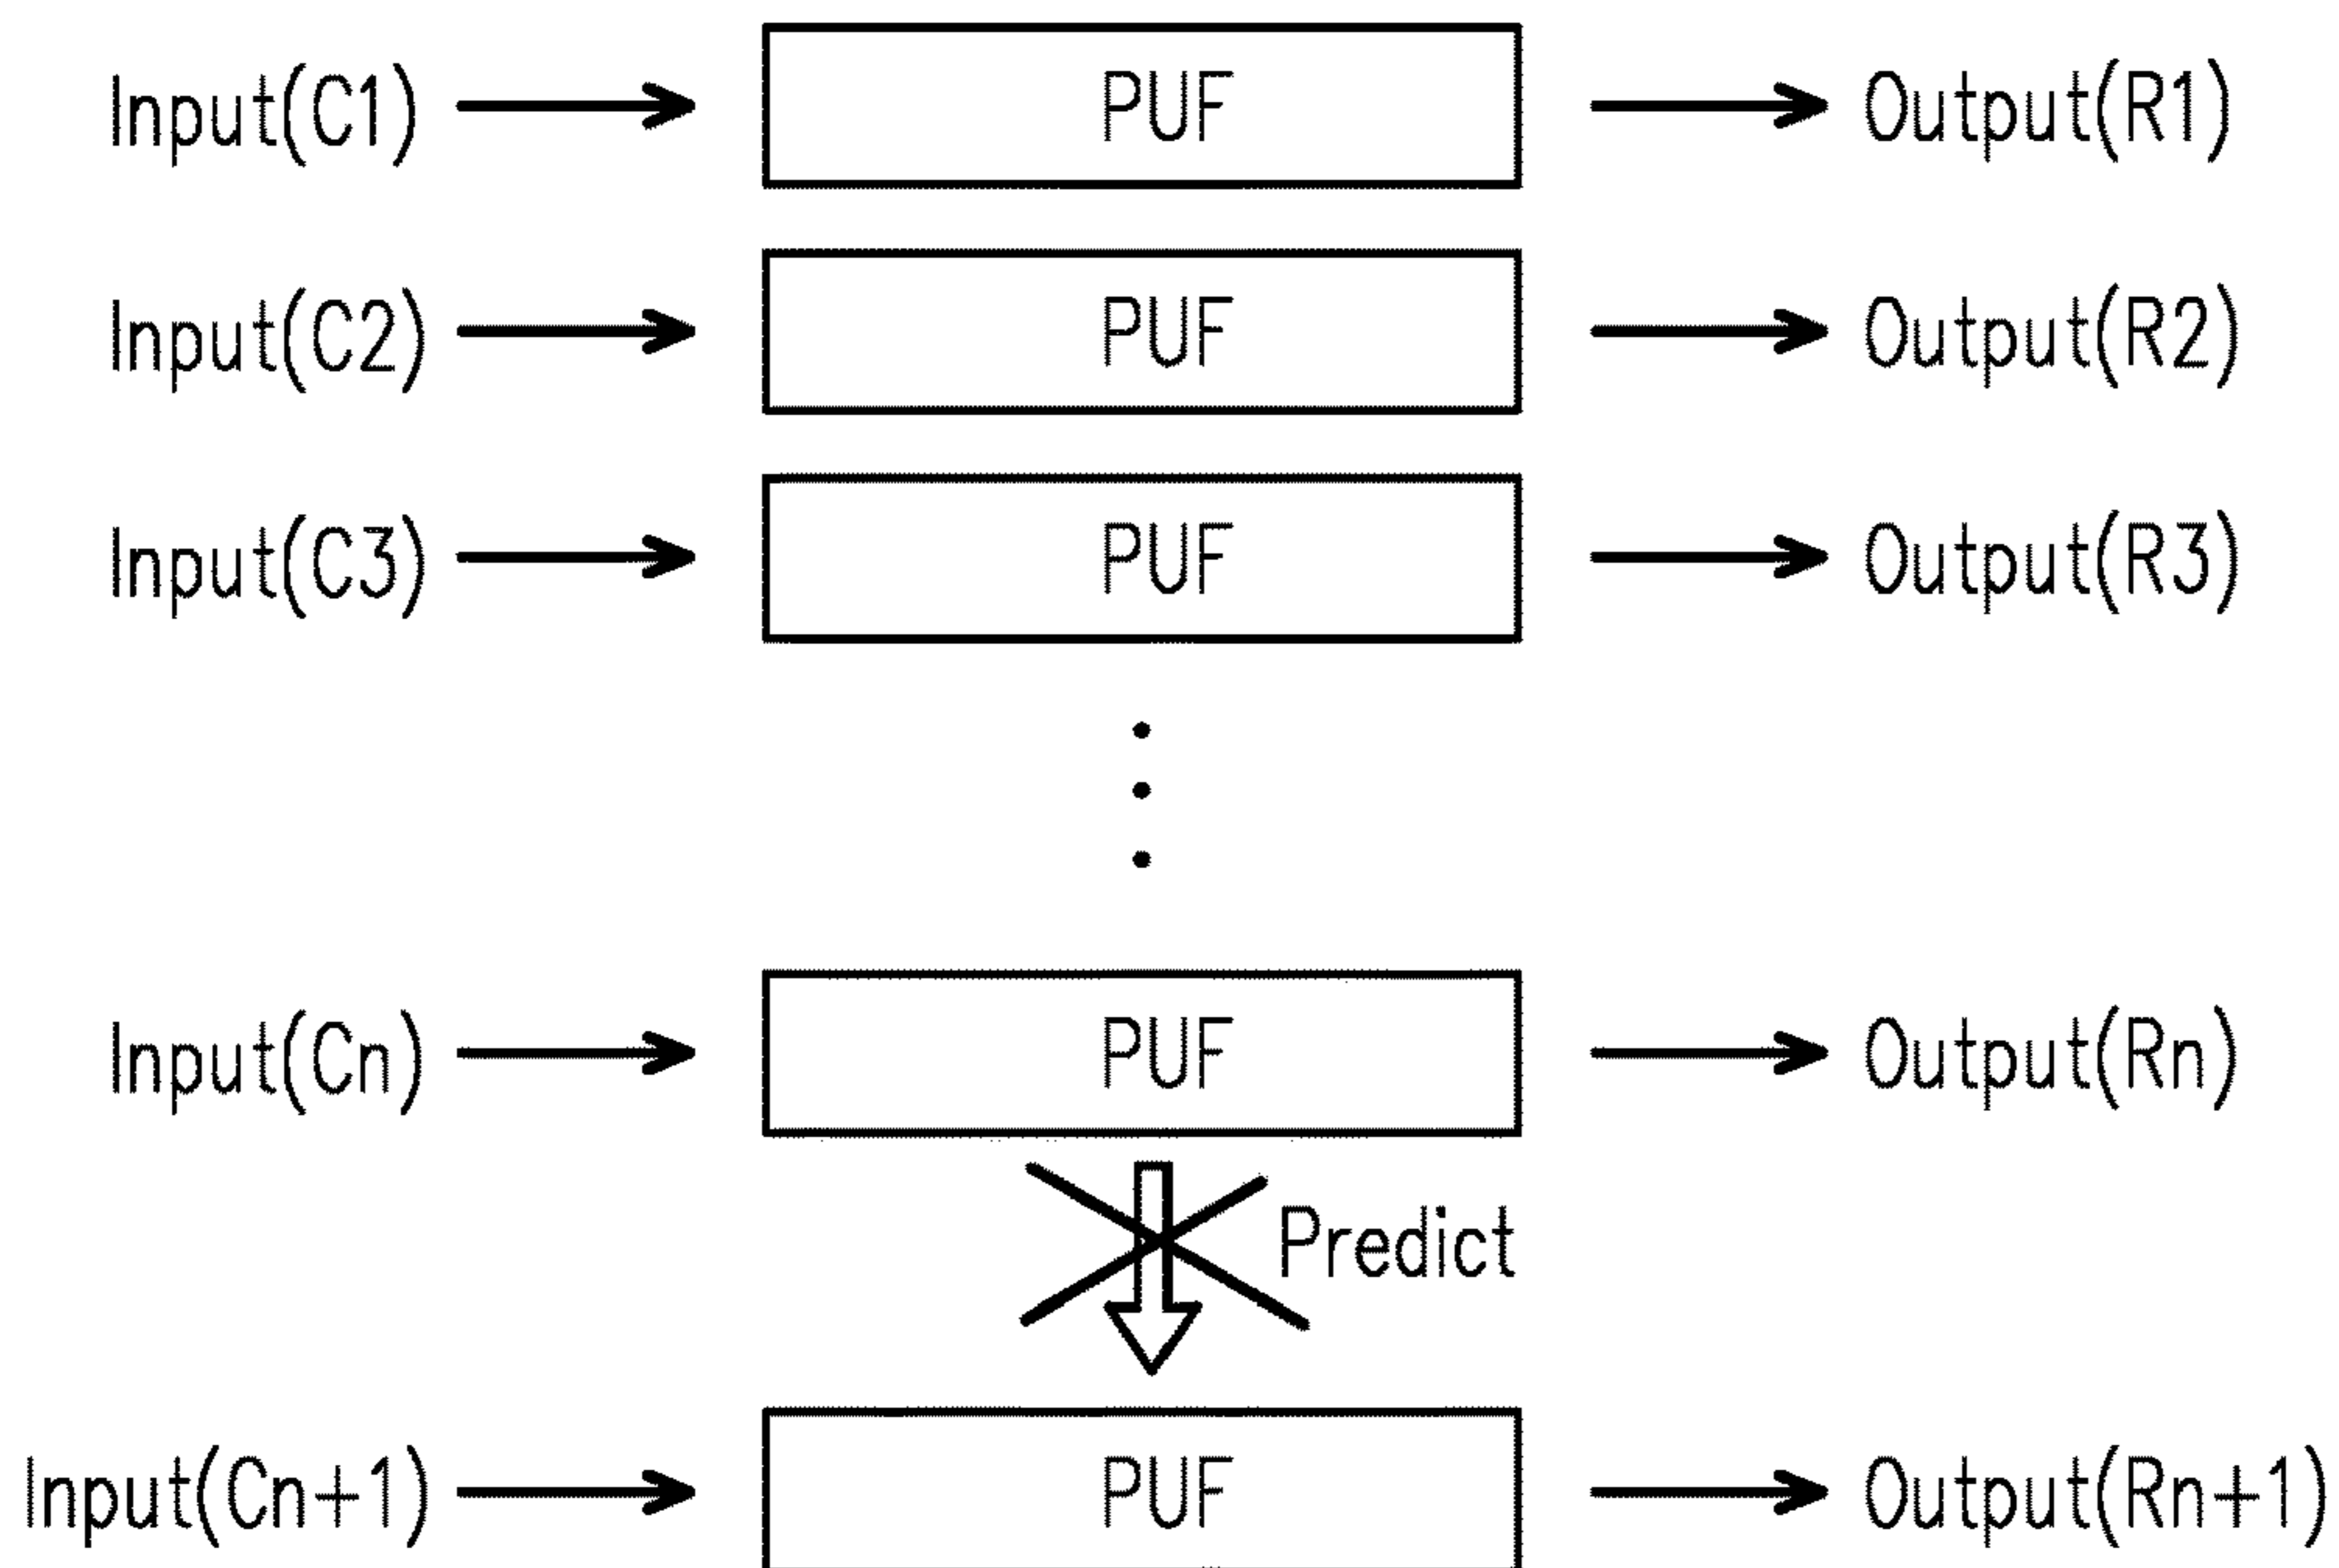 Input(C1) PUF Output(R1)
Input(C2) PUF Output(R2)
Input(C3) PUF Output(R3)
Input(Cn) PUF Output(Rn)
Predict
Input(Cn+1) PUF Output(Rn+1)